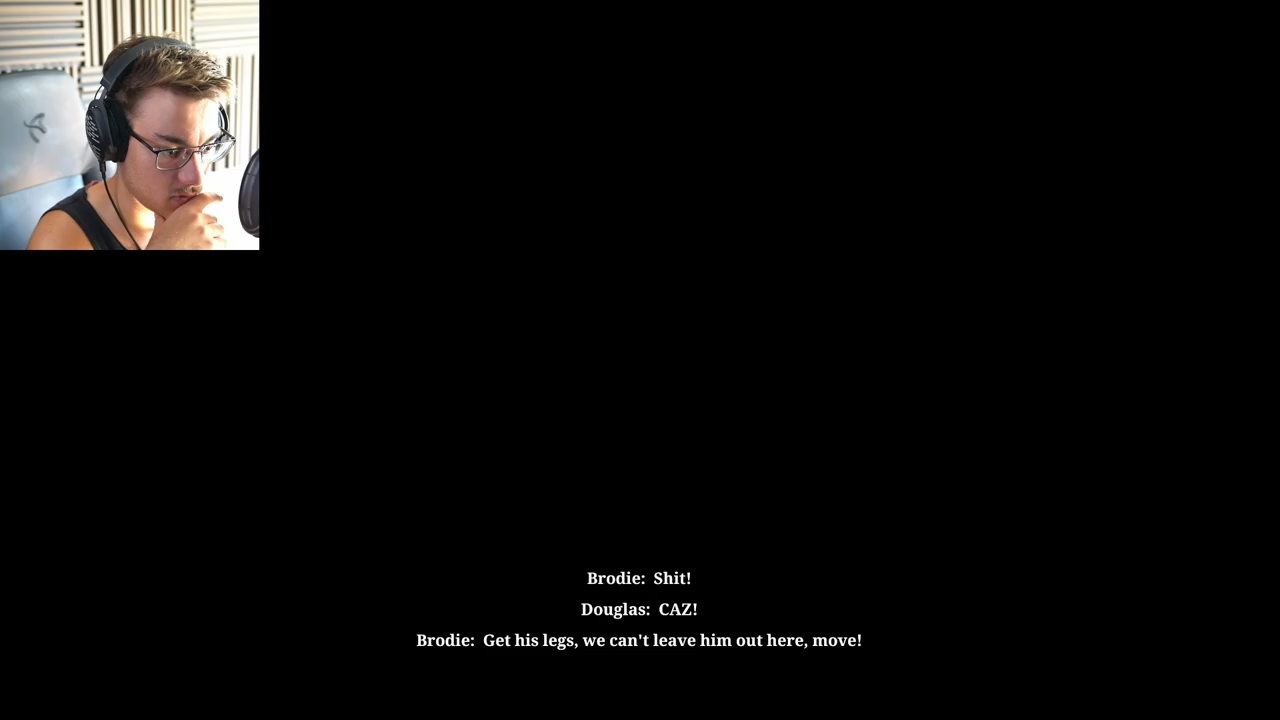 Brodie:  Shit!
Douglas:  CAZ!
Brodie:  Get his legs, we can't leave him out here, move!